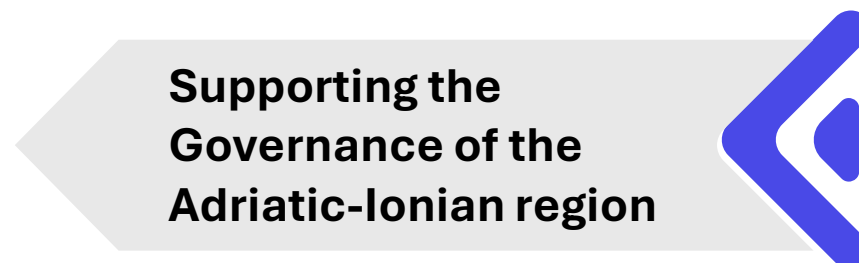 Supporting the
Governance of the
Adriatic-Ionian region